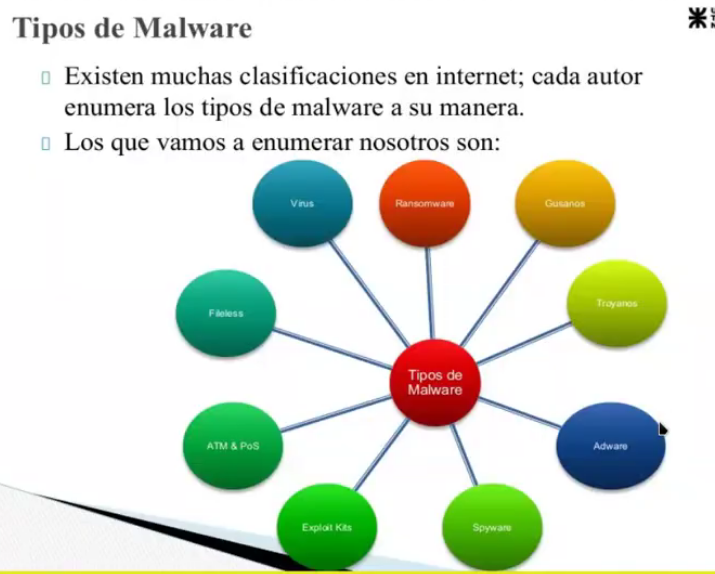 Tipos de Malware
Existen muchas clasificaciones en internet; cada autor
enumera los tipos de malware a su manera.
Los que vamos a enumerar nosotros son:
Virus
Ransomware
Gusanos
Fileless
Troyanos
Tipos de
Malware
ATM & PoS
Adware
Exploit Kits
Spyware